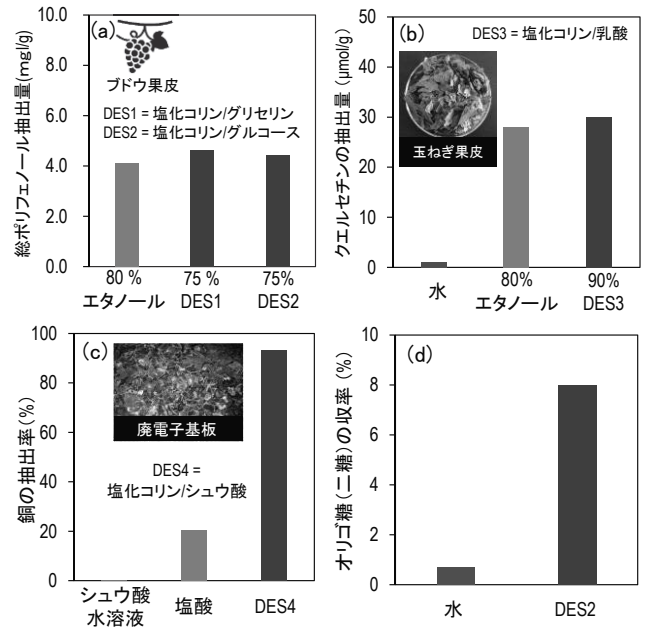 (a)
総ポリフェノール抽出量(mgl/g)
10.0
8.0
6.0
4.0
2.0
0.0
ブドウ果皮
DES1 = 塩化コリン/グリセリン
DES2 = 塩化コリン/グルコース
80 %
エタノール
75 %
DES1
75%
DES2
(b)
クエルセチンの抽出量 (μmol/g)
50
40
30
20
10
0
DES3 = 塩化コリン/乳酸
玉ねぎ果皮
水
80%
エタノール
90%
DES3
(c)
銅の抽出率(%)
100
80
60
40
20
0
廃電子基板
DES4 =
塩化コリン/シュウ酸
シュウ酸
水溶液
塩酸
DES4
(d)
オリゴ糖(二糖)の収率 (%)
10
8
6
4
2
0
水
DES2